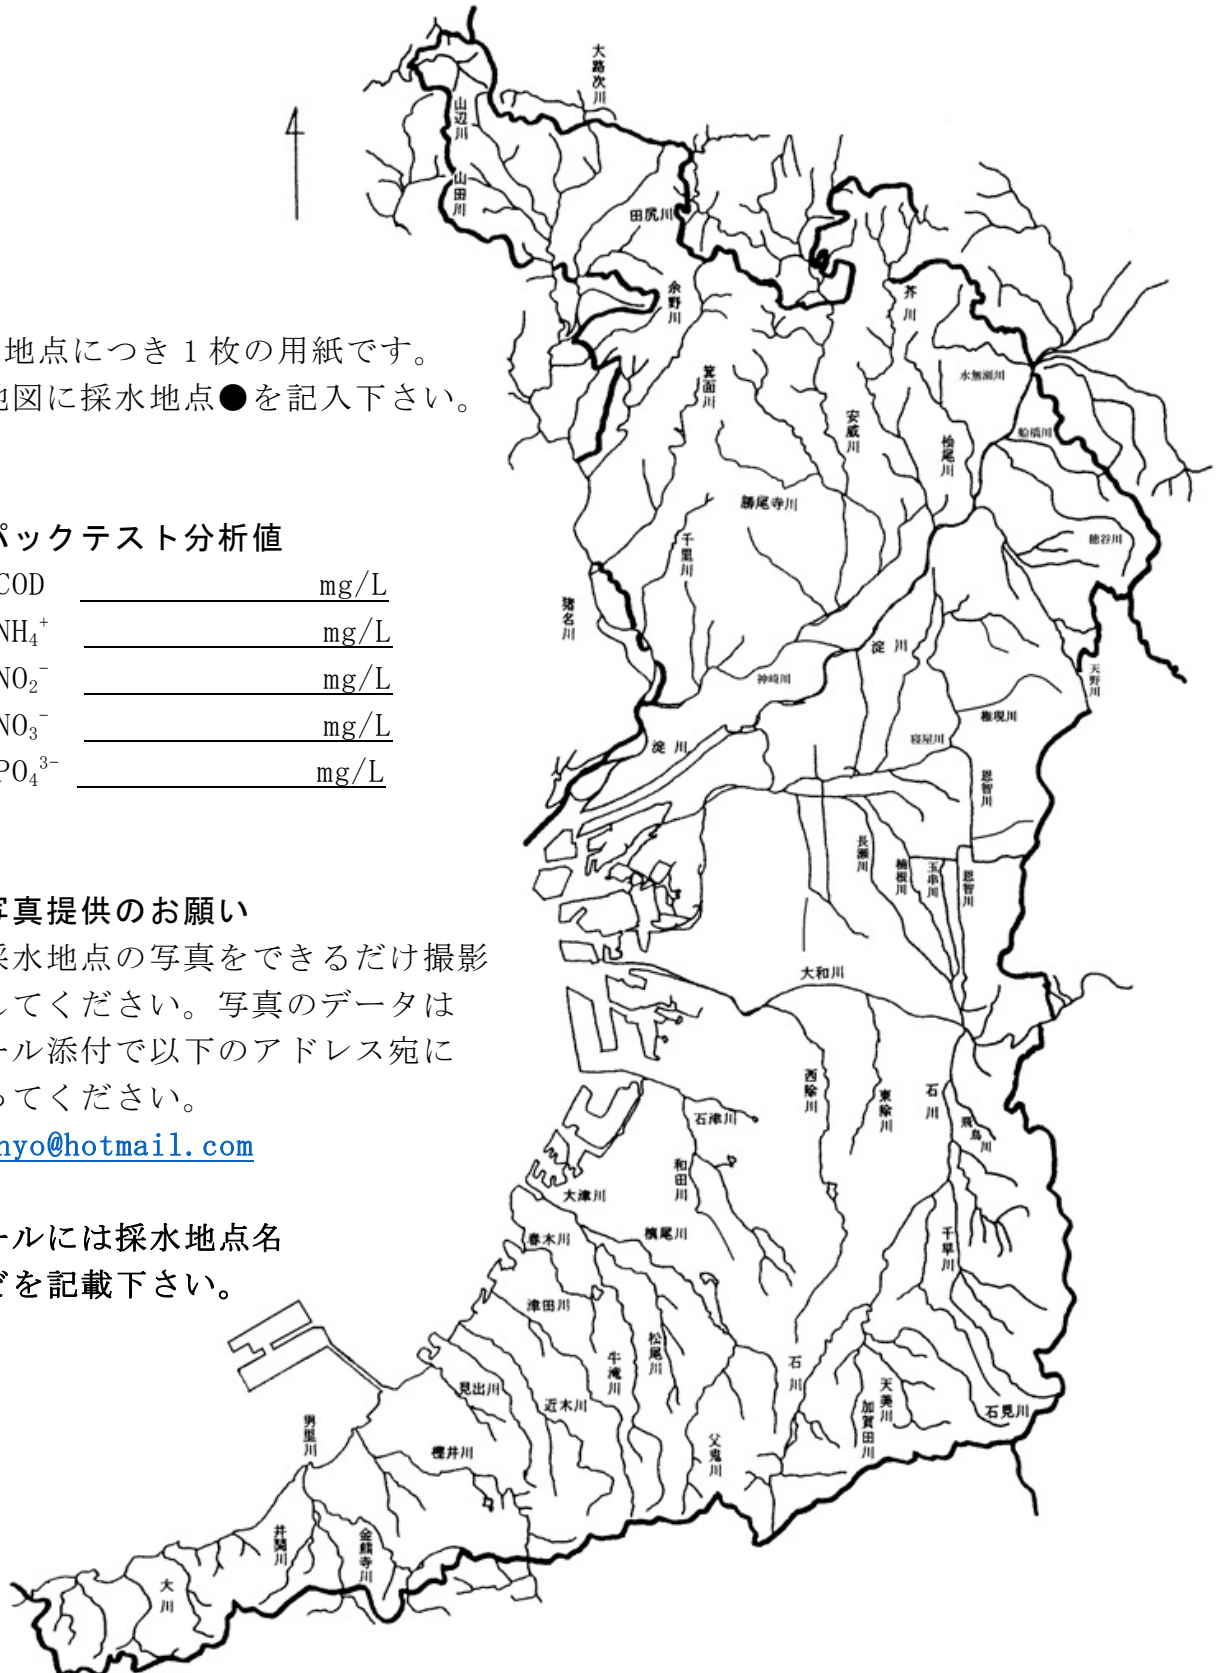 地点につき１枚の用紙です。
地図に採水地点●を記入下さい。
パックテスト分析値
COD mg/L
NH₄⁺ mg/L
NO₂⁻ mg/L
NO₃⁻ mg/L
PO₄³⁻ mg/L
写真提供のお願い
採水地点の写真をできるだけ撮影
してください。写真のデータは
ール添付で以下のアドレス宛に
ってください。
nyo@hotmail.com
ールには採水地点名
どを記載下さい。
大路次川
山辺川
山田川
田尻川
余野川
芥川
水無瀬川
箕面川
安威川
桧尾川
船橋川
勝尾寺川
穂谷川
千里川
猪名川
淀川
天野川
神崎川
権現川
寝屋川
淀川
恩智川
長瀬川
楠根川
玉串川
恩智川
大和川
西除川
東除川
石川
飛鳥川
石津川
和田川
大津川
槇尾川
春木川
千早川
津田川
松尾川
牛滝川
石川
見出川
近木川
天美川
加賀田川
石見川
男里川
樫井川
父鬼川
井関川
金熊寺川
大川